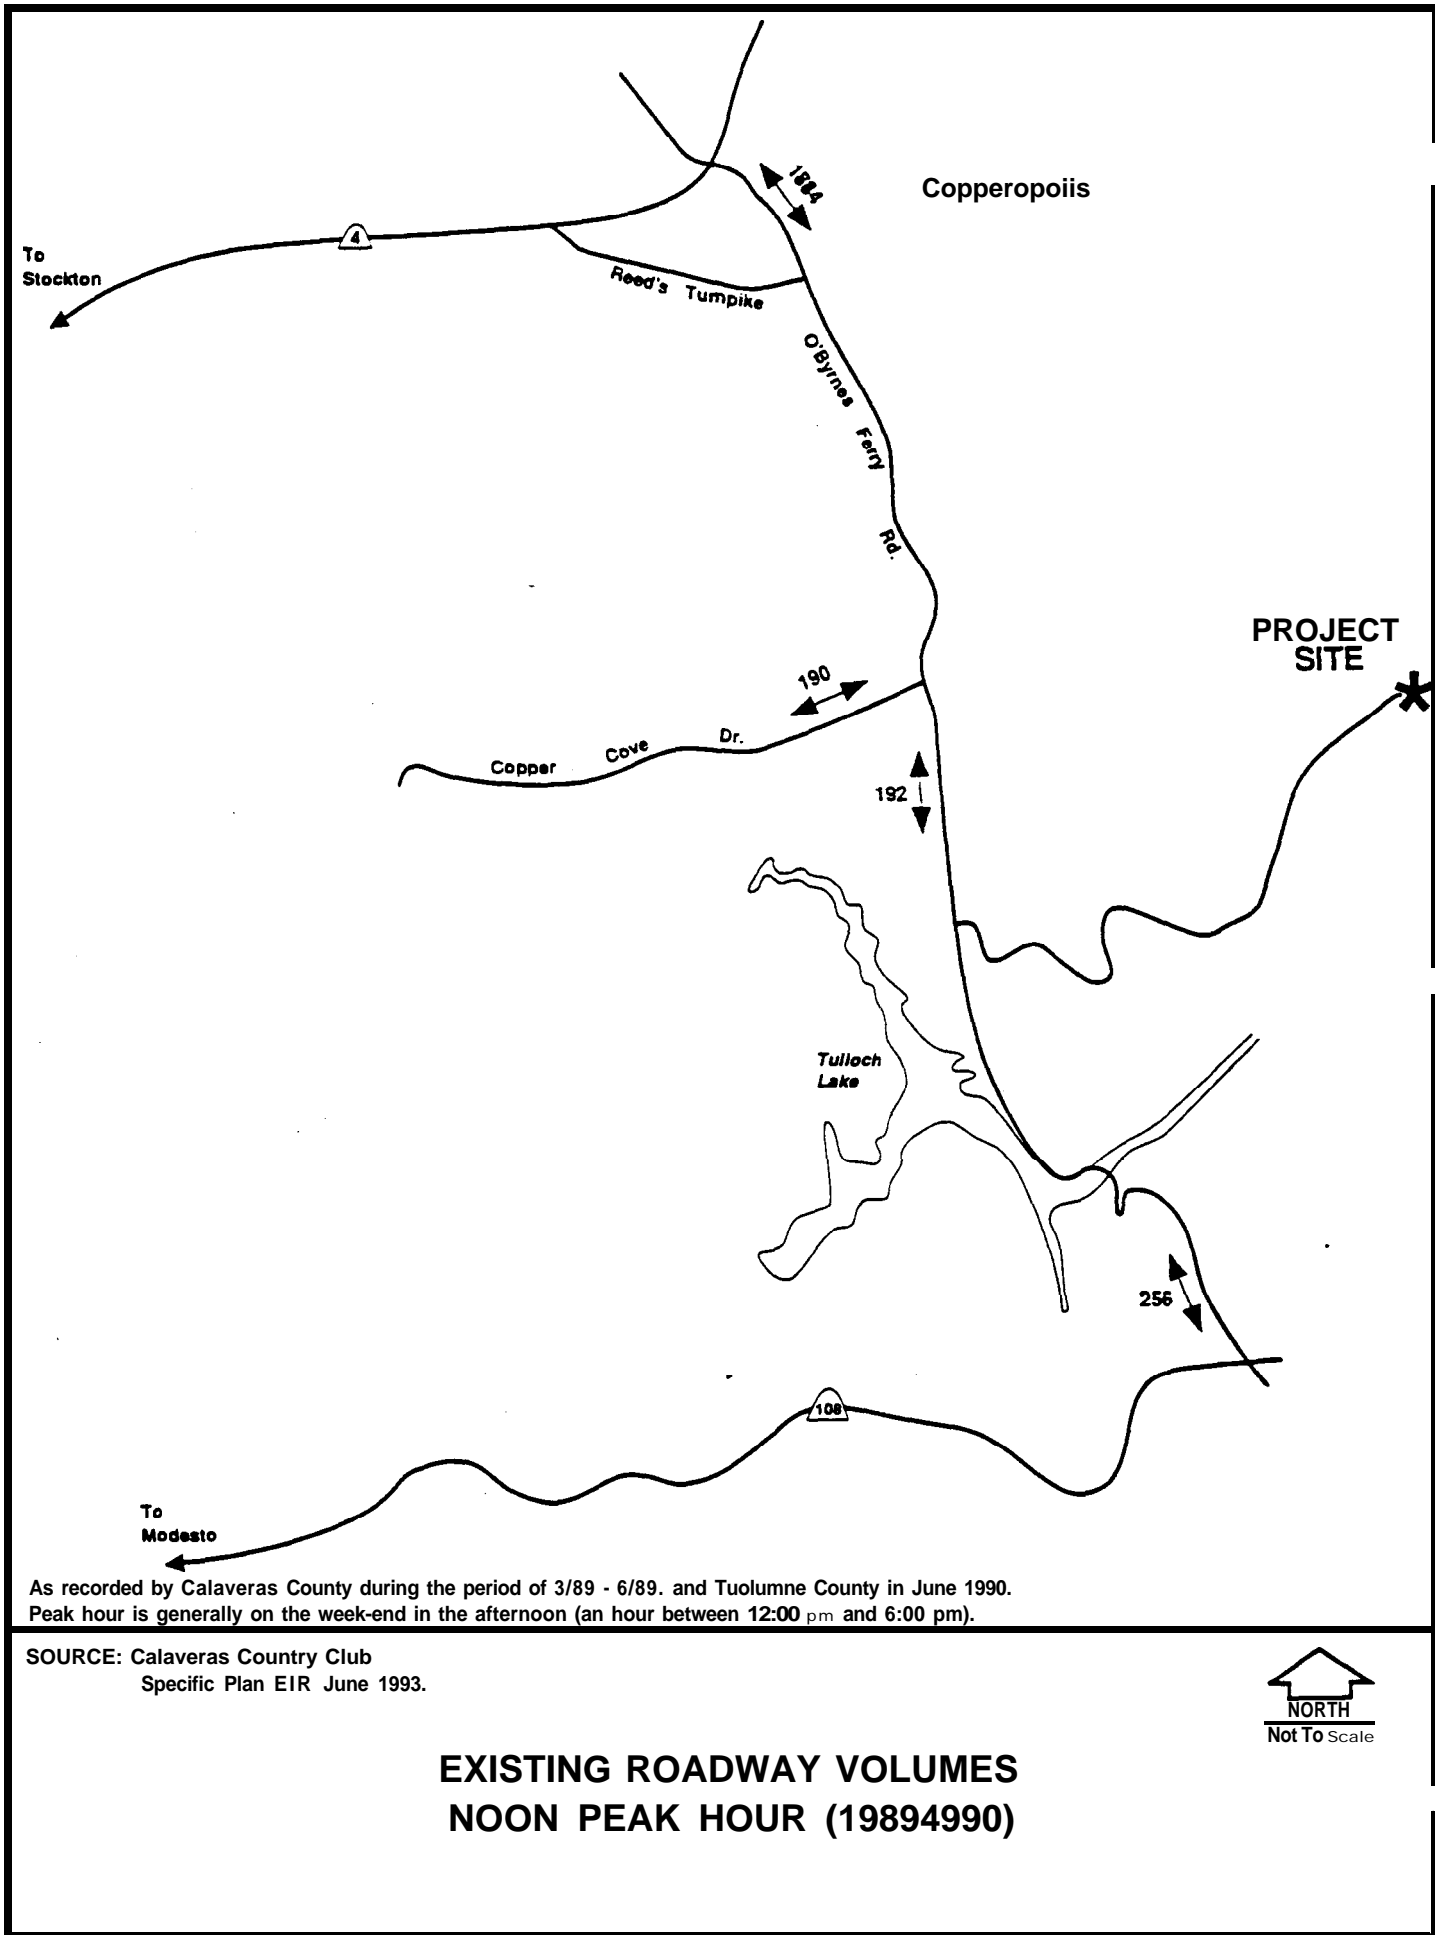 1884
Copperopoiis
4
To
Stockton
Reed's Turnpike
O'Byrnes Ferry Rd.
PROJECT
SITE
*
190
Copper Cove Dr.
192
Tulloch
Lake
256
108
To
Modesto
As recorded by Calaveras County during the period of 3/89 - 6/89. and Tuolumne County in June 1990.
Peak hour is generally on the week-end in the afternoon (an hour between 12:00 pm and 6:00 pm).
SOURCE: Calaveras Country Club
Specific Plan EIR June 1993.
NORTH
Not To Scale
EXISTING ROADWAY VOLUMES
NOON PEAK HOUR (19894990)